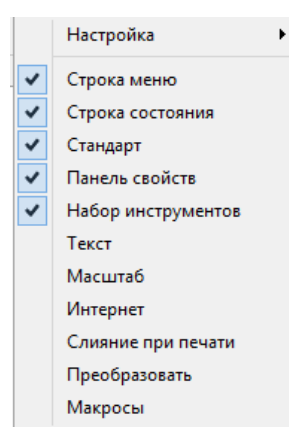 Настройка
Строка меню
Строка состояния
Стандарт
Панель свойств
Набор инструментов
Текст
Масштаб
Интернет
Слияние при печати
Преобразовать
Макросы